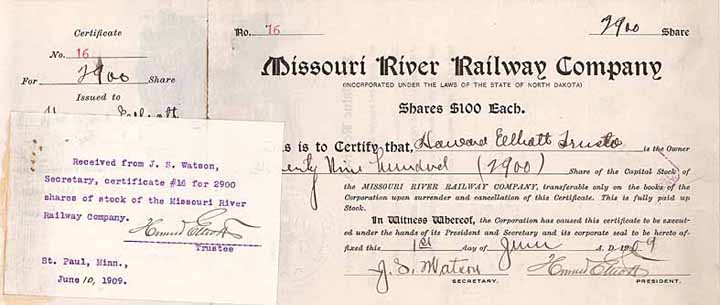 Certificate
No. 16
For 2900 Share
Issued to
Received from J. S. Watson,
Secretary, certificate #16 for 2900
shares of stock of the Missouri River
Railway Company.
Howard Elliott
Trustee
St. Paul, Minn.,
June 10, 1909.
No. 16 2900 Share
Missouri River Railway Company
(INCORPORATED UNDER THE LAWS OF THE STATE OF NORTH DAKOTA)
Shares $100 Each.
is is to Certify that, Howard Elliott Trustee is the Owner
enty Nine hundred (2900) Share of the Capital Stock of
the MISSOURI RIVER RAILWAY COMPANY, transferable only on the books of the
Corporation upon surrender and cancellation of this Certificate. This is fully paid up
Stock.
In Witness Whereof, the Corporation has caused this certificate to be execut-
ed under the hands of its President and Secretary and its corporate seal to be hereto
affixed this 1st day of June A. D. 1909
J. S. Watson Howard Elliott
SECRETARY. PRESIDENT.